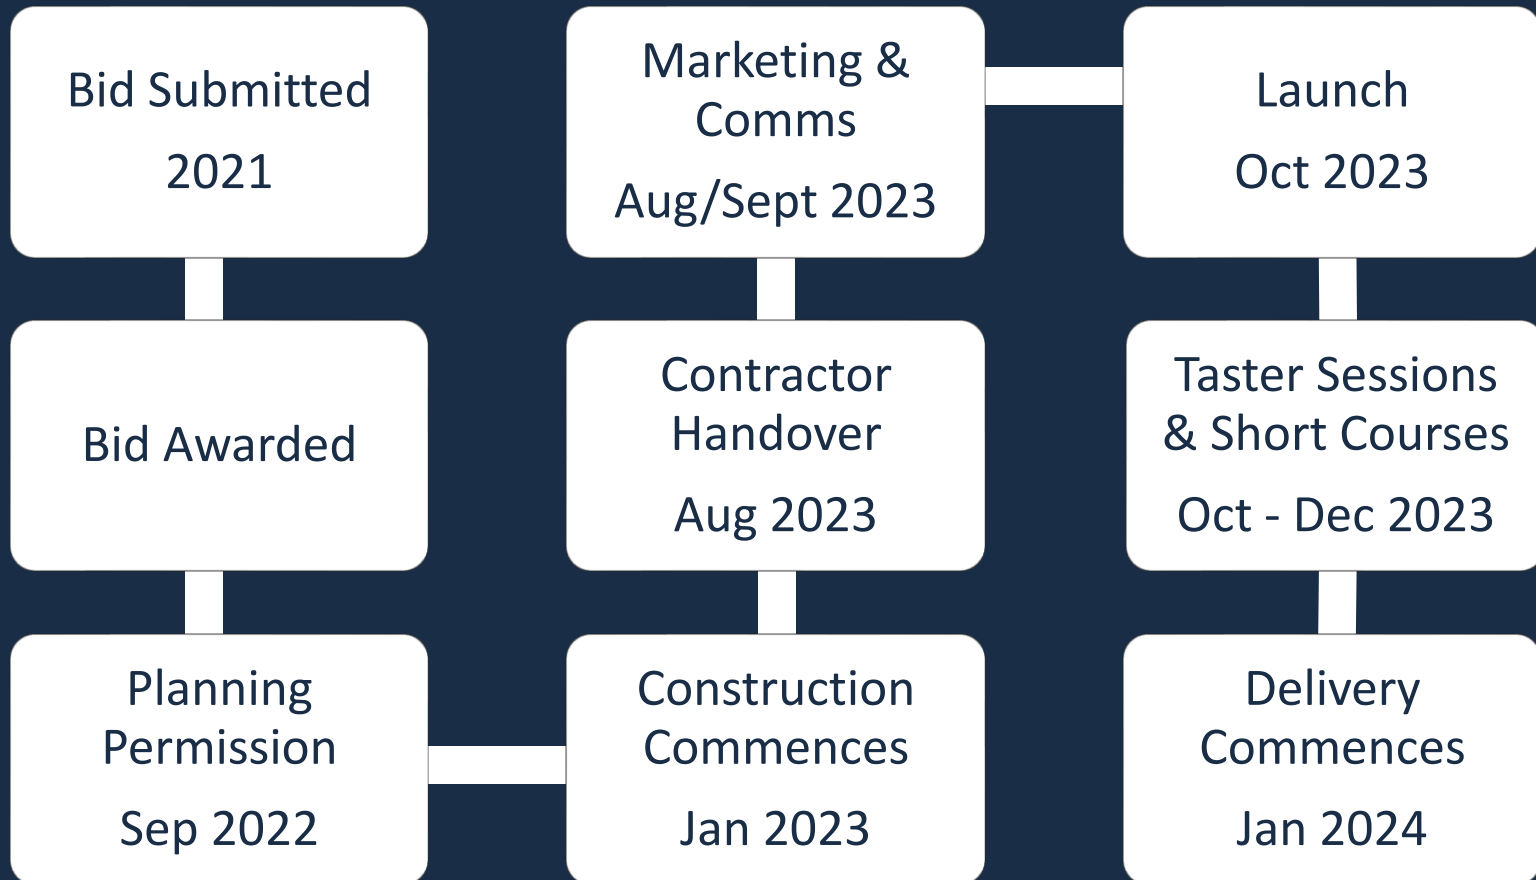 Bid Submitted
2021
Bid Awarded
Planning
Permission
Sep 2022
Construction
Commences
Jan 2023
Contractor
Handover
Aug 2023
Marketing &
Comms
Aug/Sept 2023
Launch
Oct 2023
Taster Sessions
& Short Courses
Oct - Dec 2023
Delivery
Commences
Jan 2024